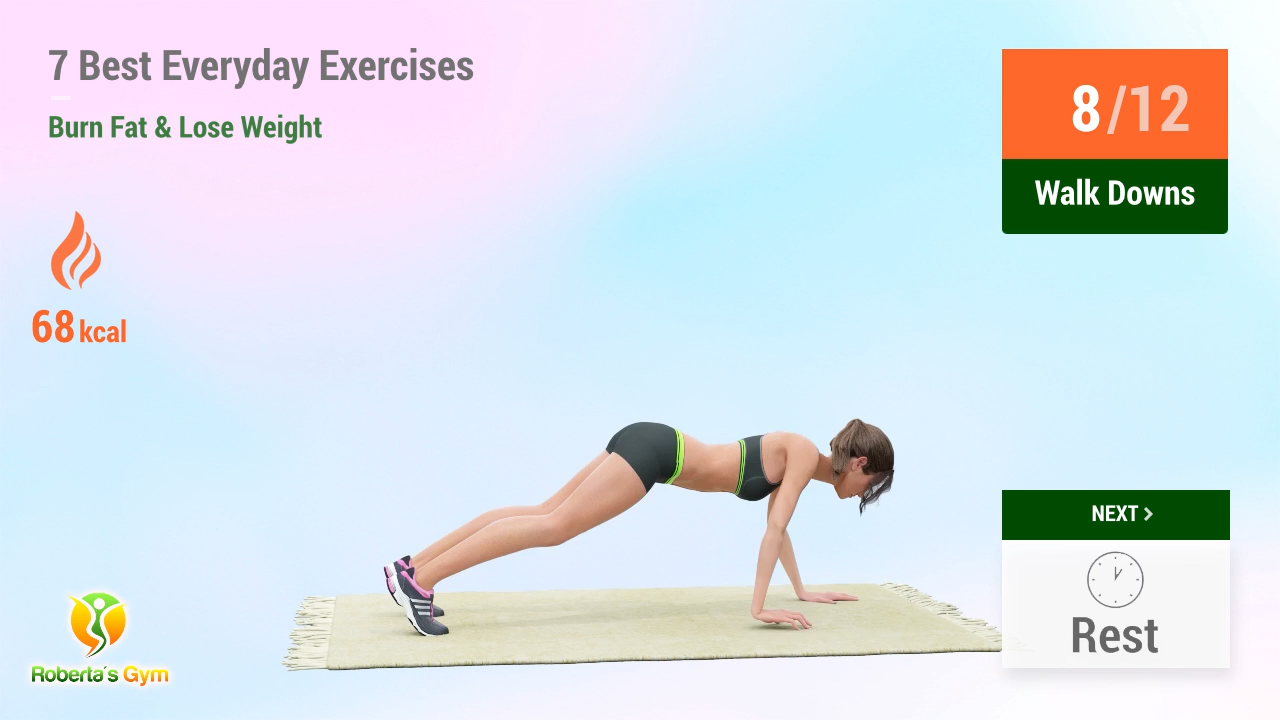 7 Best Everyday Exercises
Burn Fat & Lose Weight
8/12
Walk Downs
68 kcal
NEXT >
Rest
Roberta´s Gym